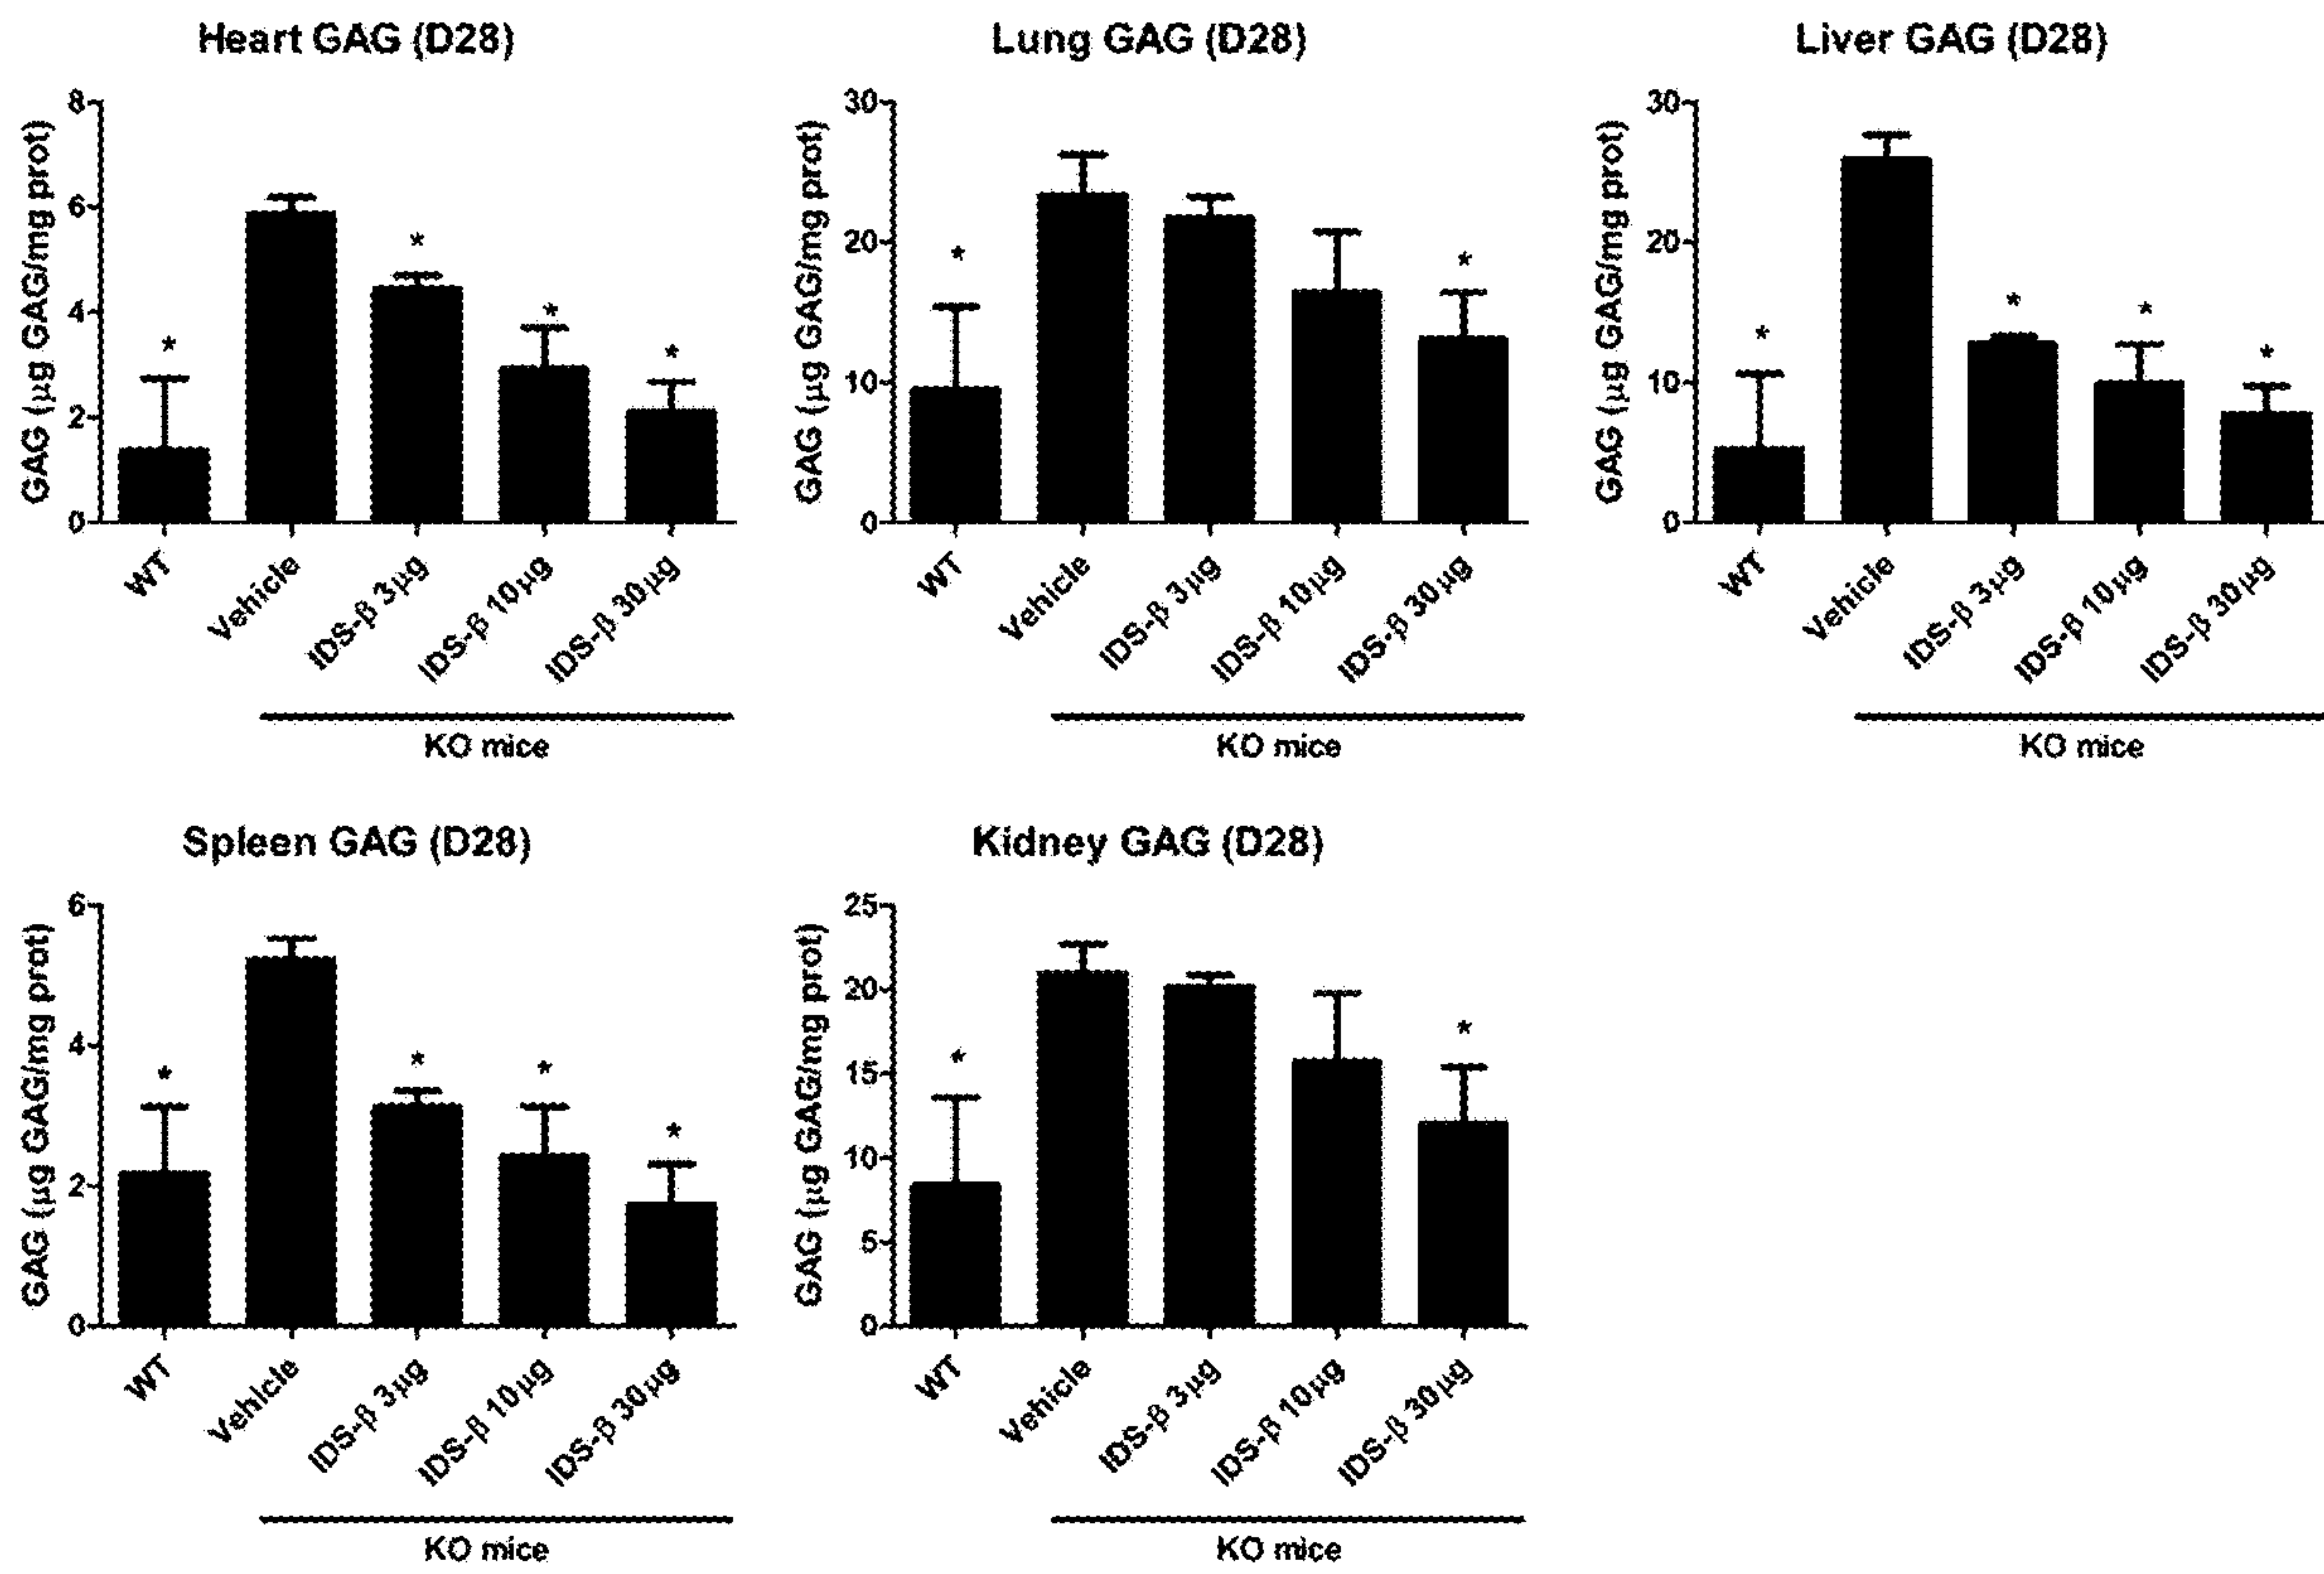 Heart GAG (D28)
GAG (µg GAG/mg prot)
8
6
4
2
0
WT
Vehicle
IDS-β 3µg
IDS-β 10µg
IDS-β 30µg
KO mice
*
*
*
*
Lung GAG (D28)
GAG (µg GAG/mg prot)
30
20
10
0
WT
Vehicle
IDS-β 3µg
IDS-β 10µg
IDS-β 30µg
KO mice
*
*
Liver GAG (D28)
GAG (µg GAG/mg prot)
30
20
10
0
WT
Vehicle
IDS-β 3µg
IDS-β 10µg
IDS-β 30µg
KO mice
*
*
*
*
Spleen GAG (D28)
GAG (µg GAG/mg prot)
6
4
2
0
WT
Vehicle
IDS-β 3µg
IDS-β 10µg
IDS-β 30µg
KO mice
*
*
*
*
Kidney GAG (D28)
GAG (µg GAG/mg prot)
25
20
15
10
5
0
WT
Vehicle
IDS-β 3µg
IDS-β 10µg
IDS-β 30µg
KO mice
*
*